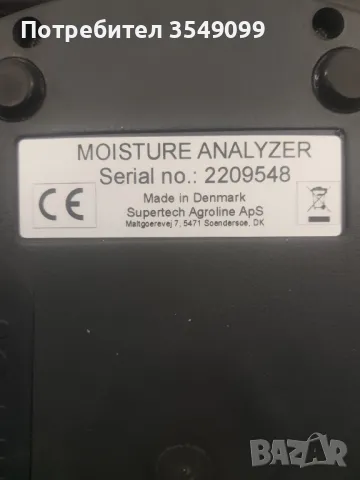 Потребител 3549099
MOISTURE ANALYZER
Serial no.: 2209548
CE
Made in Denmark
Supertech Agroline ApS
Maltgoerevej 7, 5471 Soendersoe, DK
BAZAR